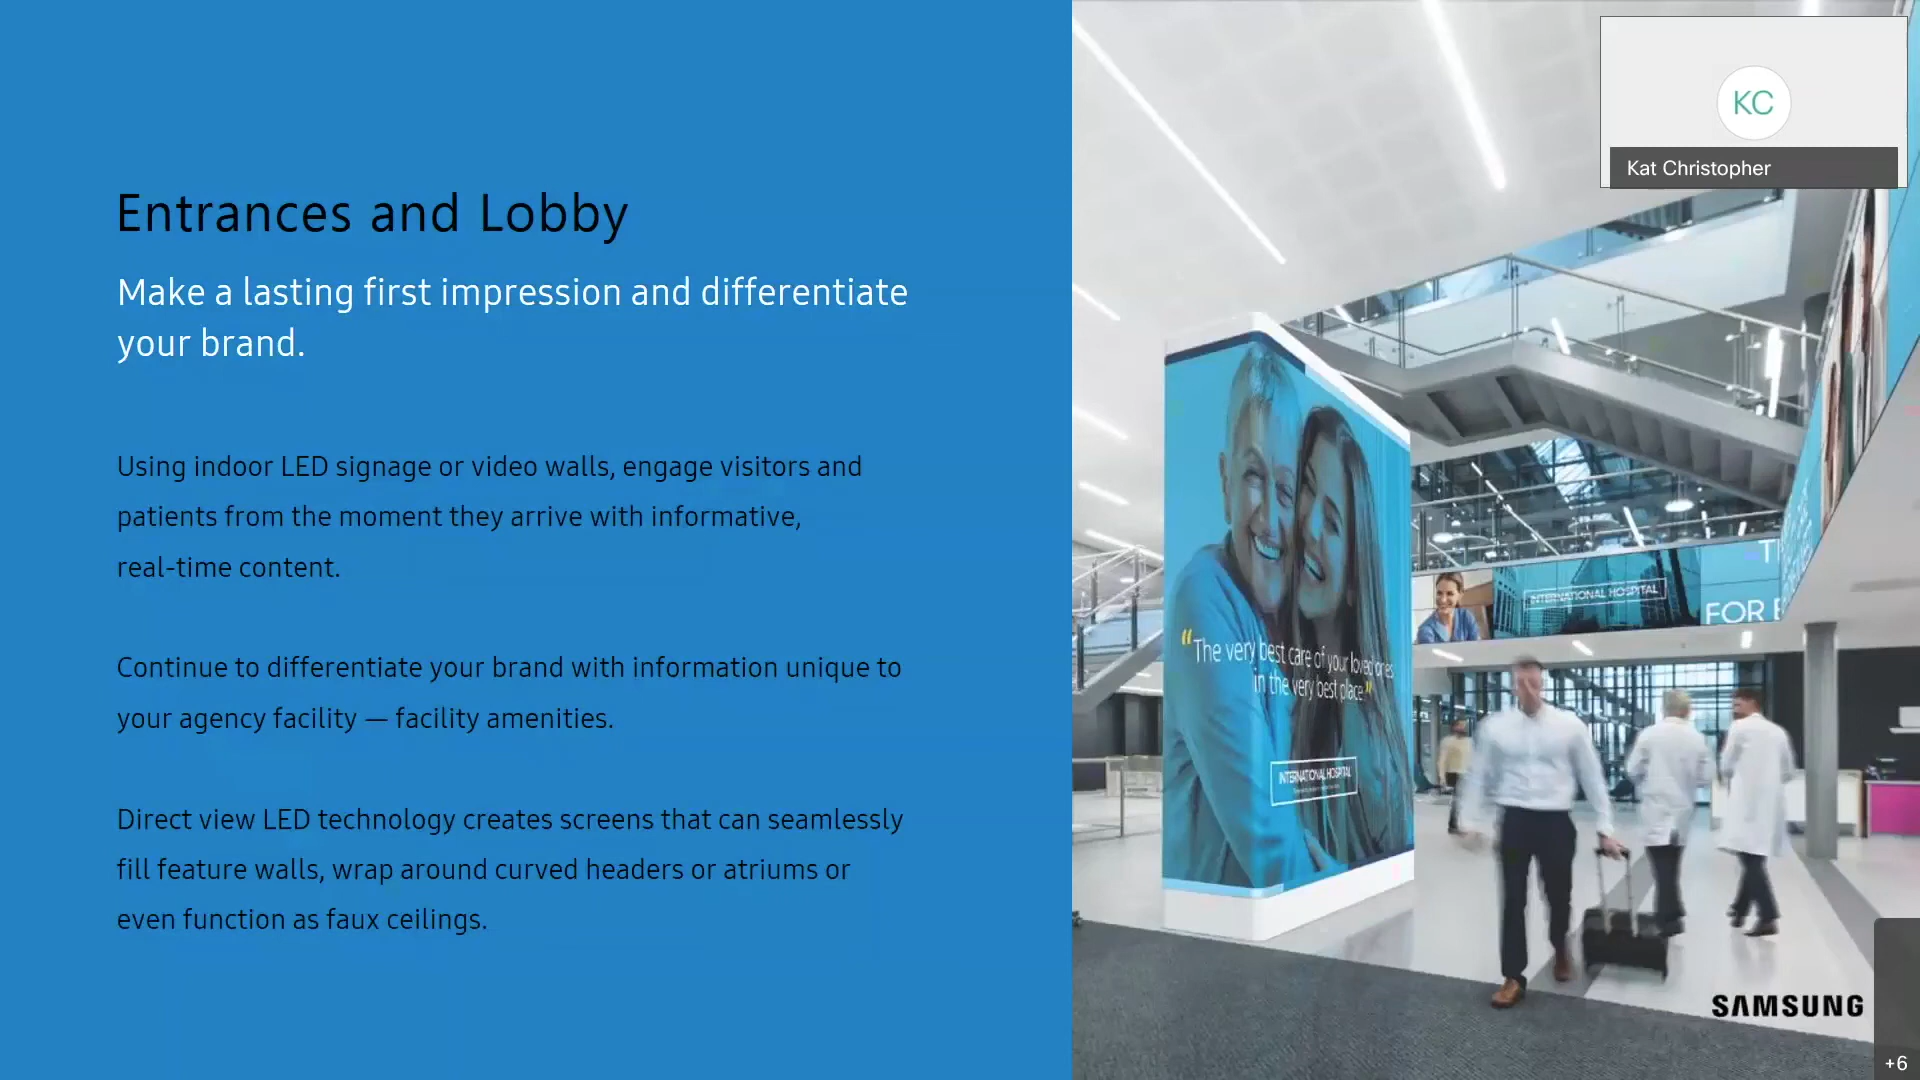 Entrances and Lobby
Make a lasting first impression and differentiate
your brand.
Using indoor LED signage or video walls, engage visitors and
patients from the moment they arrive with informative,
real-time content.
Continue to differentiate your brand with information unique to
your agency facility — facility amenities.
Direct view LED technology creates screens that can seamlessly
fill feature walls, wrap around curved headers or atriums or
even function as faux ceilings.
KC
Kat Christopher
INTERNATIONAL HOSPITAL
FOR
“The very best care of your loved ones
in the very best place.”
INTERNATIONAL HOSPITAL
SAMSUNG
+6